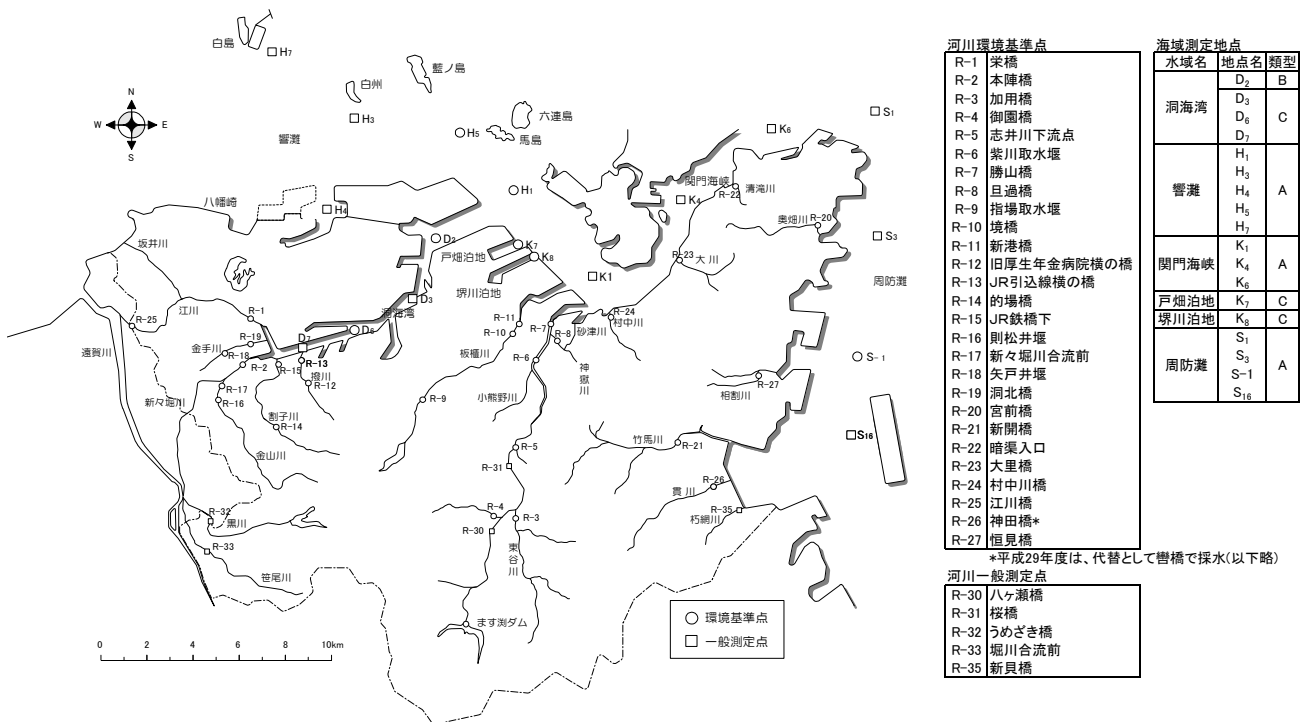 白島
H7
藍ノ島
白州
H3
六連島
馬島
H5
響灘
N
W
E
S
H1
K6
S1
関門海峡
清滝川
R-22
K4
八幡崎
H4
奥畑川
R-20
坂井川
D2
K7
戸畑泊地
K8
S3
R-23
大川
K1
周防灘
堺川泊地
D3
洞海湾
江川
R-1
R-25
R-11
R-7
R-24
村中川
砂津川
R-10
R-8
D6
遠賀川
R-19
金手川
D7
板櫃川
R-18
R-2
R-15
R-13
R-6
神嶽川
S-1
撥川
R-12
R-27
相割川
R-17
新々堀川
R-16
R-9
小熊野川
割子川
R-14
S16
竹馬川
R-21
金山川
R-5
R-31
R-26
貫川
R-32
黒川
R-4
R-3
R-35
朽網川
R-30
R-33
東谷川
笹尾川
ます渕ダム
環境基準点
一般測定点
0 2 4 6 8 10km
河川環境基準点
R-1 栄橋
R-2 本陣橋
R-3 加用橋
R-4 御園橋
R-5 志井川下流点
R-6 紫川取水堰
R-7 勝山橋
R-8 旦過橋
R-9 指場取水堰
R-10 境橋
R-11 新港橋
R-12 旧厚生年金病院横の橋
R-13 JR引込線横の橋
R-14 的場橋
R-15 JR鉄橋下
R-16 則松井堰
R-17 新々堀川合流前
R-18 矢戸井堰
R-19 洞北橋
R-20 宮前橋
R-21 新開橋
R-22 暗渠入口
R-23 大里橋
R-24 村中川橋
R-25 江川橋
R-26 神田橋*
R-27 恒見橋
*平成29年度は、代替として轡橋で採水(以下略)
河川一般測定点
R-30 八ヶ瀬橋
R-31 桜橋
R-32 うめざき橋
R-33 堀川合流前
R-35 新貝橋
海域測定地点
水域名 地点名 類型
洞海湾 D2 B
D3
D6 C
D7
響灘 H1
H3
H4 A
H5
H7
関門海峡 K1
K4 A
K6
戸畑泊地 K7 C
堺川泊地 K8 C
周防灘 S1
S3 A
S-1
S16